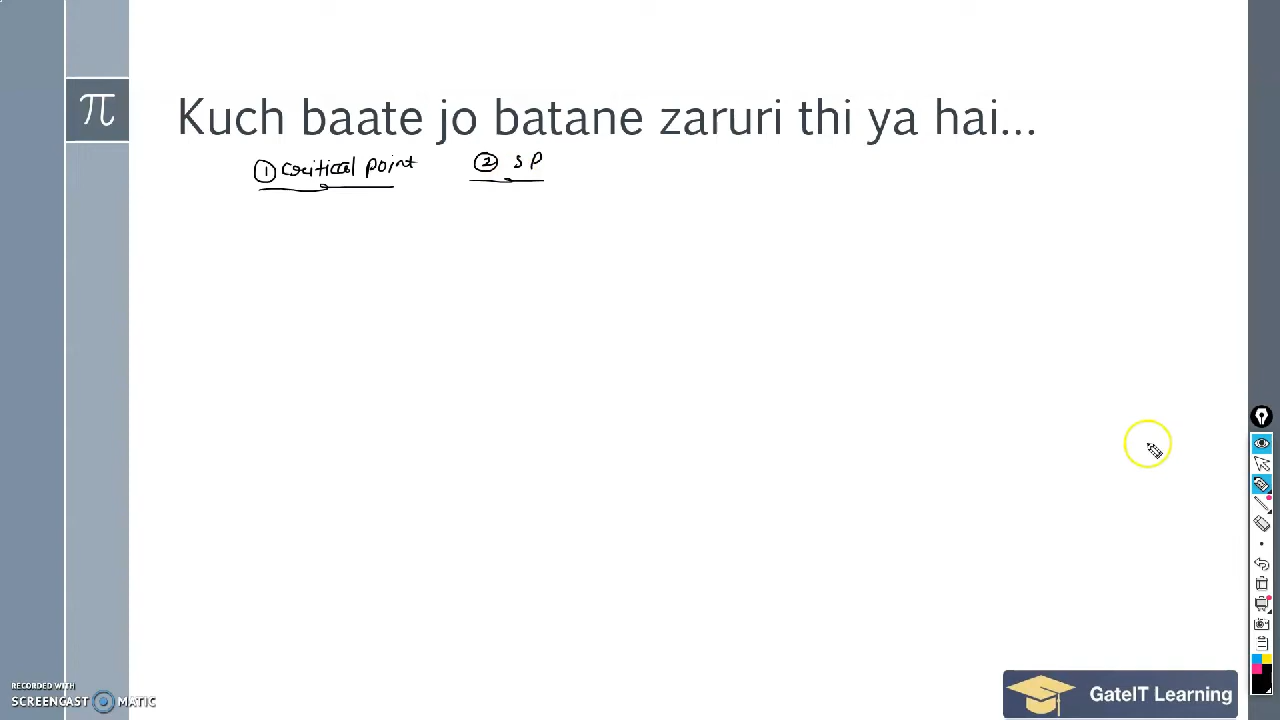 π
Kuch baate jo batane zaruri thi ya hai...
① Critical point ② SP
RECORDED WITH
SCREENCAST MATIC
GateIT Learning